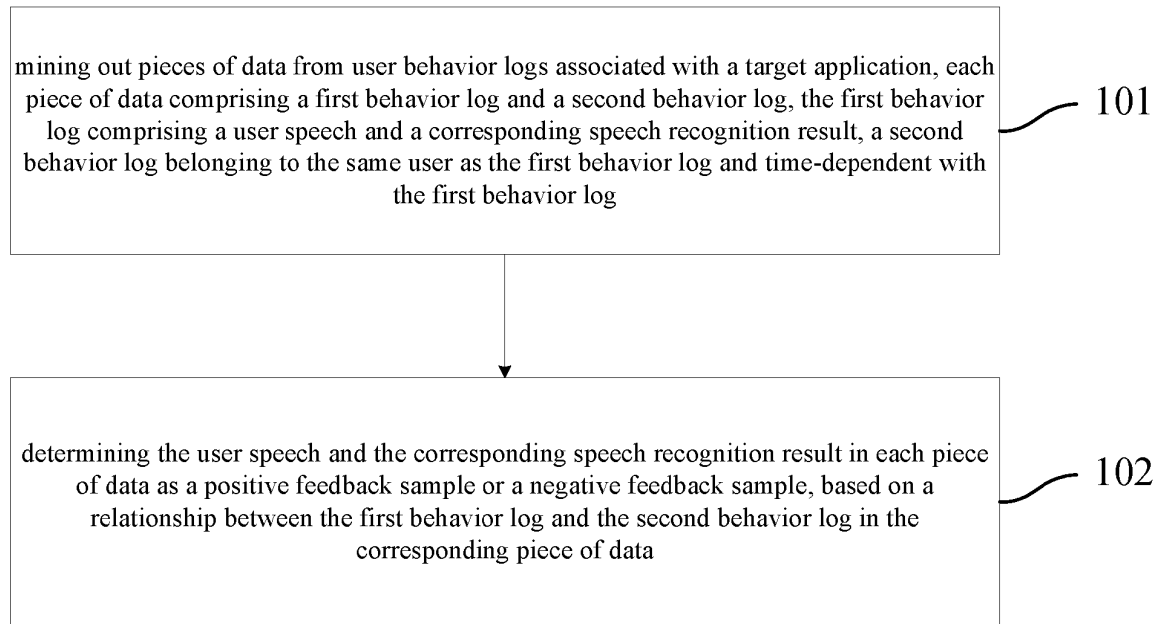 mining out pieces of data from user behavior logs associated with a target application, each
piece of data comprising a first behavior log and a second behavior log, the first behavior
log comprising a user speech and a corresponding speech recognition result, a second
behavior log belonging to the same user as the first behavior log and time-dependent with
the first behavior log
101
determining the user speech and the corresponding speech recognition result in each piece
of data as a positive feedback sample or a negative feedback sample, based on a
relationship between the first behavior log and the second behavior log in the
corresponding piece of data
102